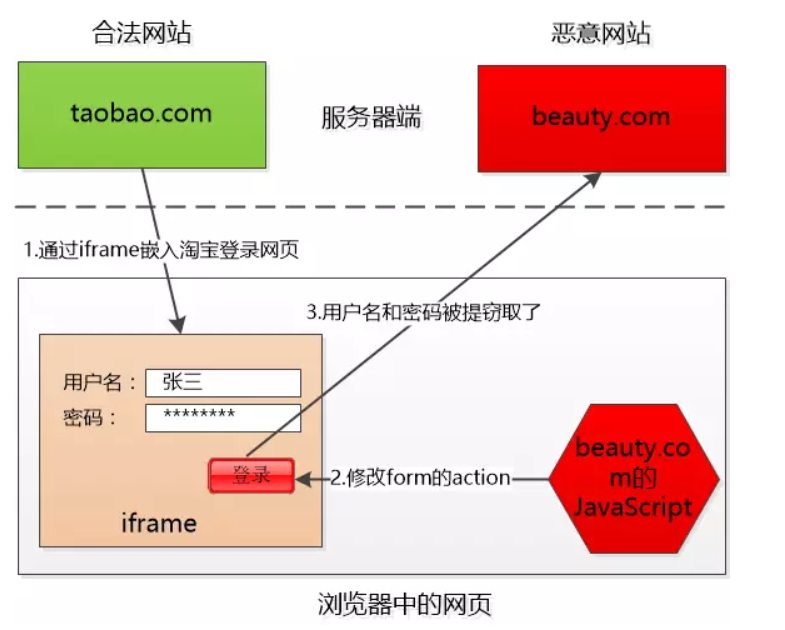 合法网站
恶意网站
taobao.com
服务器端
beauty.com
1.通过iframe嵌入淘宝登录网页
3.用户名和密码被提窃取了
用户名：
张三
密码：
********
登录
2.修改form的action
beauty.co
m的
JavaScript
iframe
浏览器中的网页